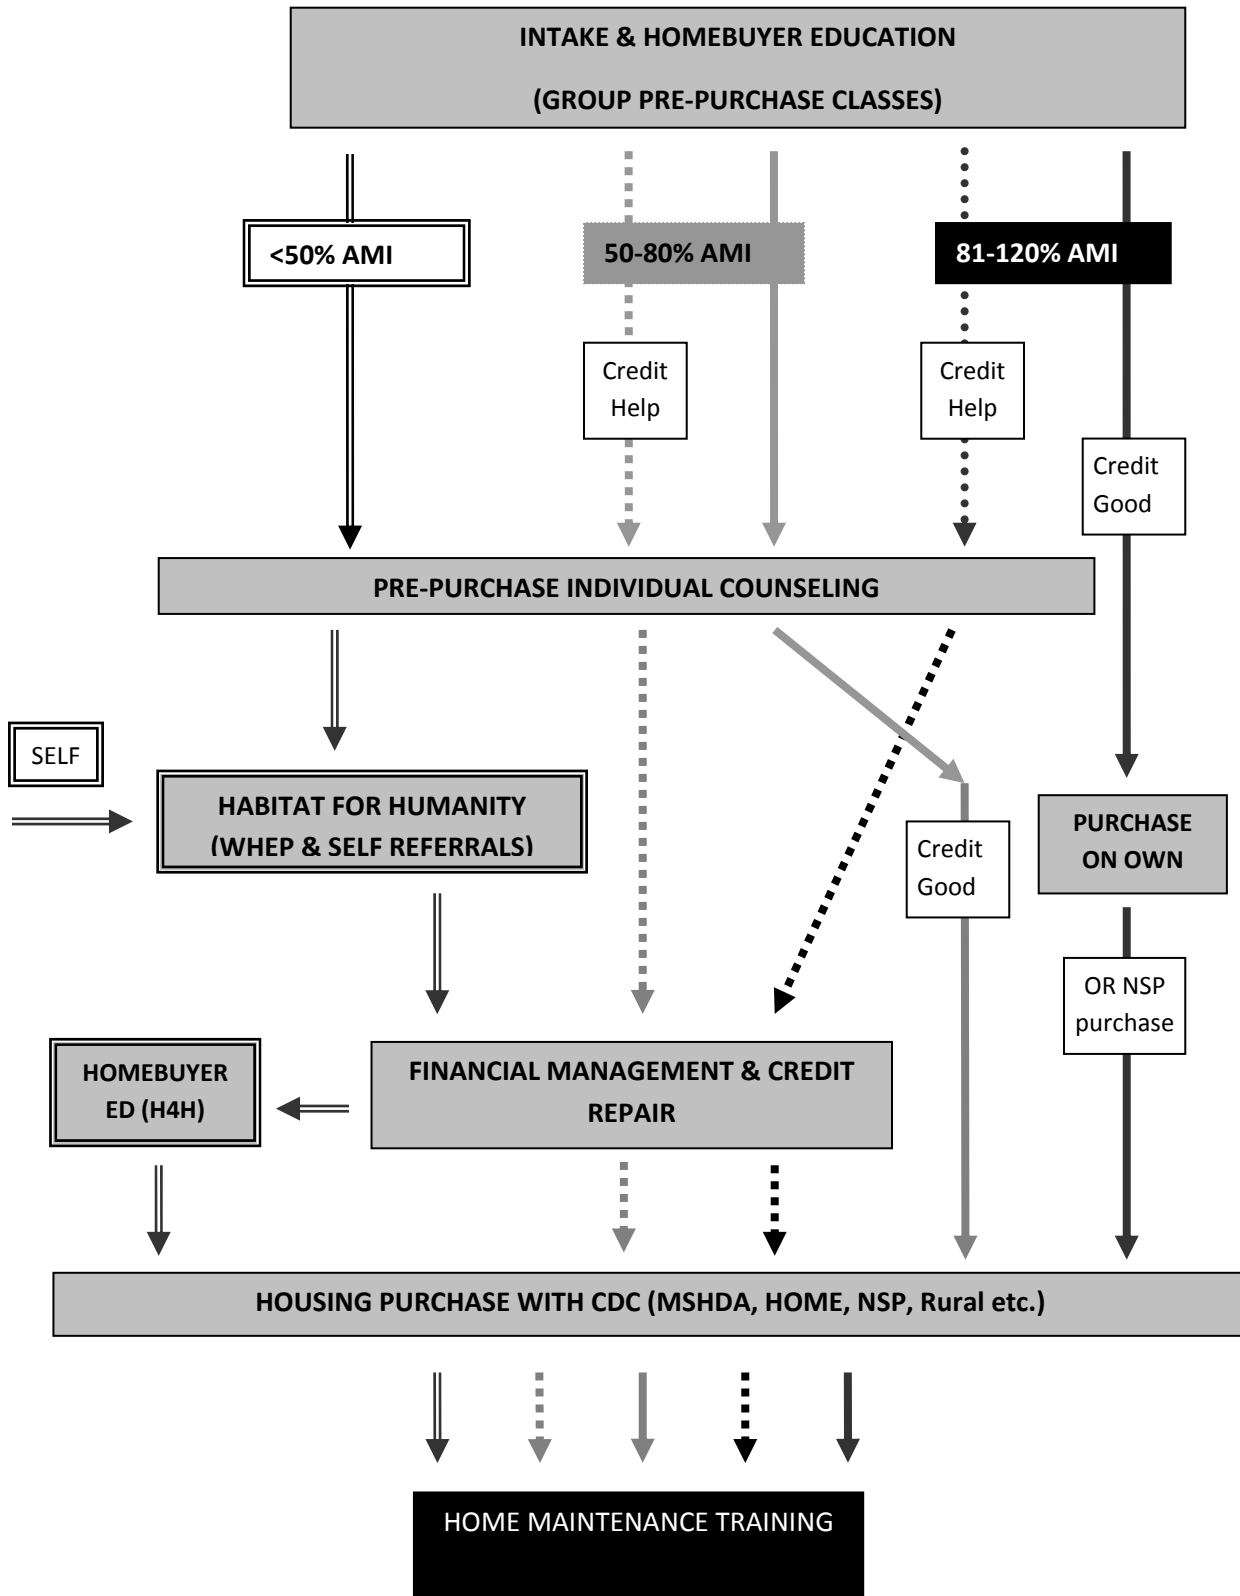 INTAKE & HOMEBUYER EDUCATION
(GROUP PRE-PURCHASE CLASSES)
<50% AMI
50-80% AMI
81-120% AMI
Credit
Help
Credit
Help
Credit
Good
PRE-PURCHASE INDIVIDUAL COUNSELING
SELF
HABITAT FOR HUMANITY
(WHEP & SELF REFERRALS)
Credit
Good
PURCHASE
ON OWN
OR NSP
purchase
HOMEBUYER
ED (H4H)
FINANCIAL MANAGEMENT & CREDIT
REPAIR
HOUSING PURCHASE WITH CDC (MSHDA, HOME, NSP, Rural etc.)
HOME MAINTENANCE TRAINING